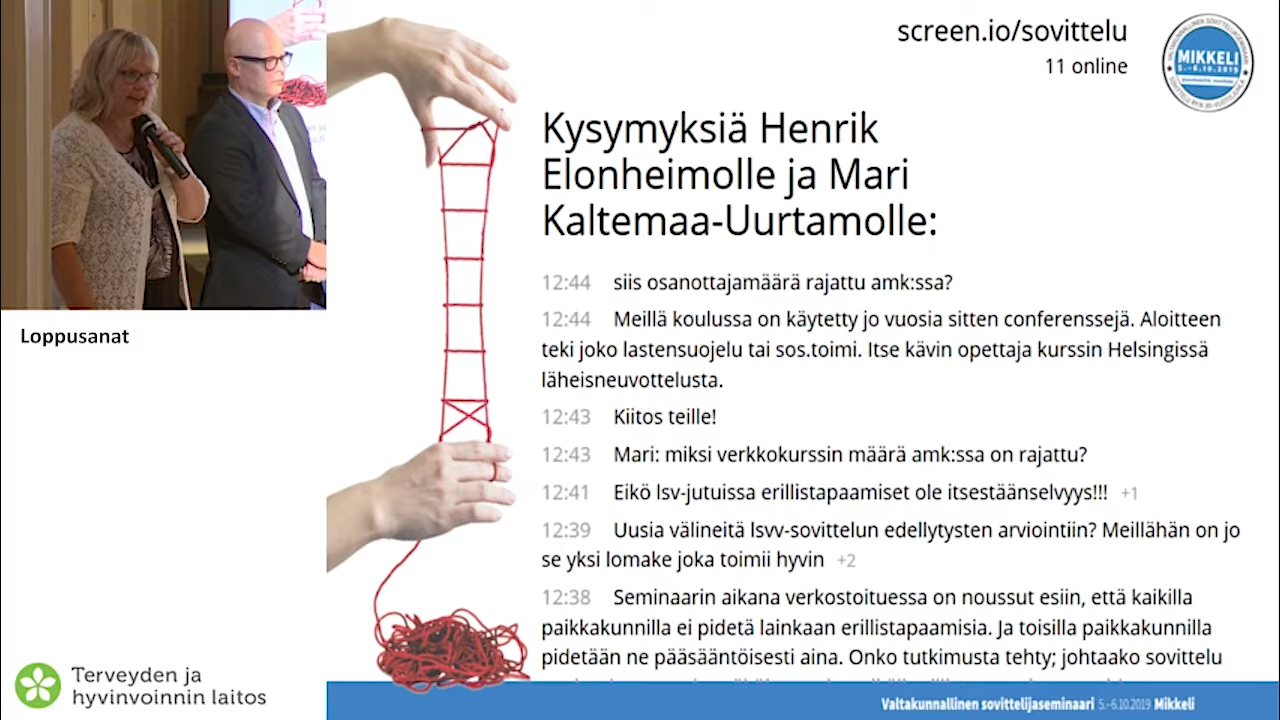 screen.io/sovittelu
11 online
MIKKELI
5.-6.10.2019
Kysymyksiä Henrik
Elonheimolle ja Mari
Kaltemaa-Uurtamolle:
12:44 siis osanottajamäärä rajattu amk:ssa?
12:44 Meillä koulussa on käytetty jo vuosia sitten conferenssejä. Aloitteen
teki joko lastensuojelu tai sos.toimi. Itse kävin opettaja kurssin Helsingissä
läheisneuvottelusta.
12:43 Kiitos teille!
12:43 Mari: miksi verkkokurssin määrä amk:ssa on rajattu?
12:41 Eikö lsv-jutuissa erillistapaamiset ole itsestäänselvyys!!! +1
12:39 Uusia välineitä lsvv-sovittelun edellytysten arviointiin? Meillähän on jo
se yksi lomake joka toimii hyvin +2
12:38 Seminaarin aikana verkostoituessa on noussut esiin, että kaikilla
paikkakunnilla ei pidetä lainkaan erillistapaamisia. Ja toisilla paikkakunnilla
pidetään ne pääsääntöisesti aina. Onko tutkimusta tehty; johtaako sovittelu
Loppusanat
Terveyden ja
hyvinvoinnin laitos
Valtakunnallinen sovittelijaseminaari 5.-6.10.2019 Mikkeli